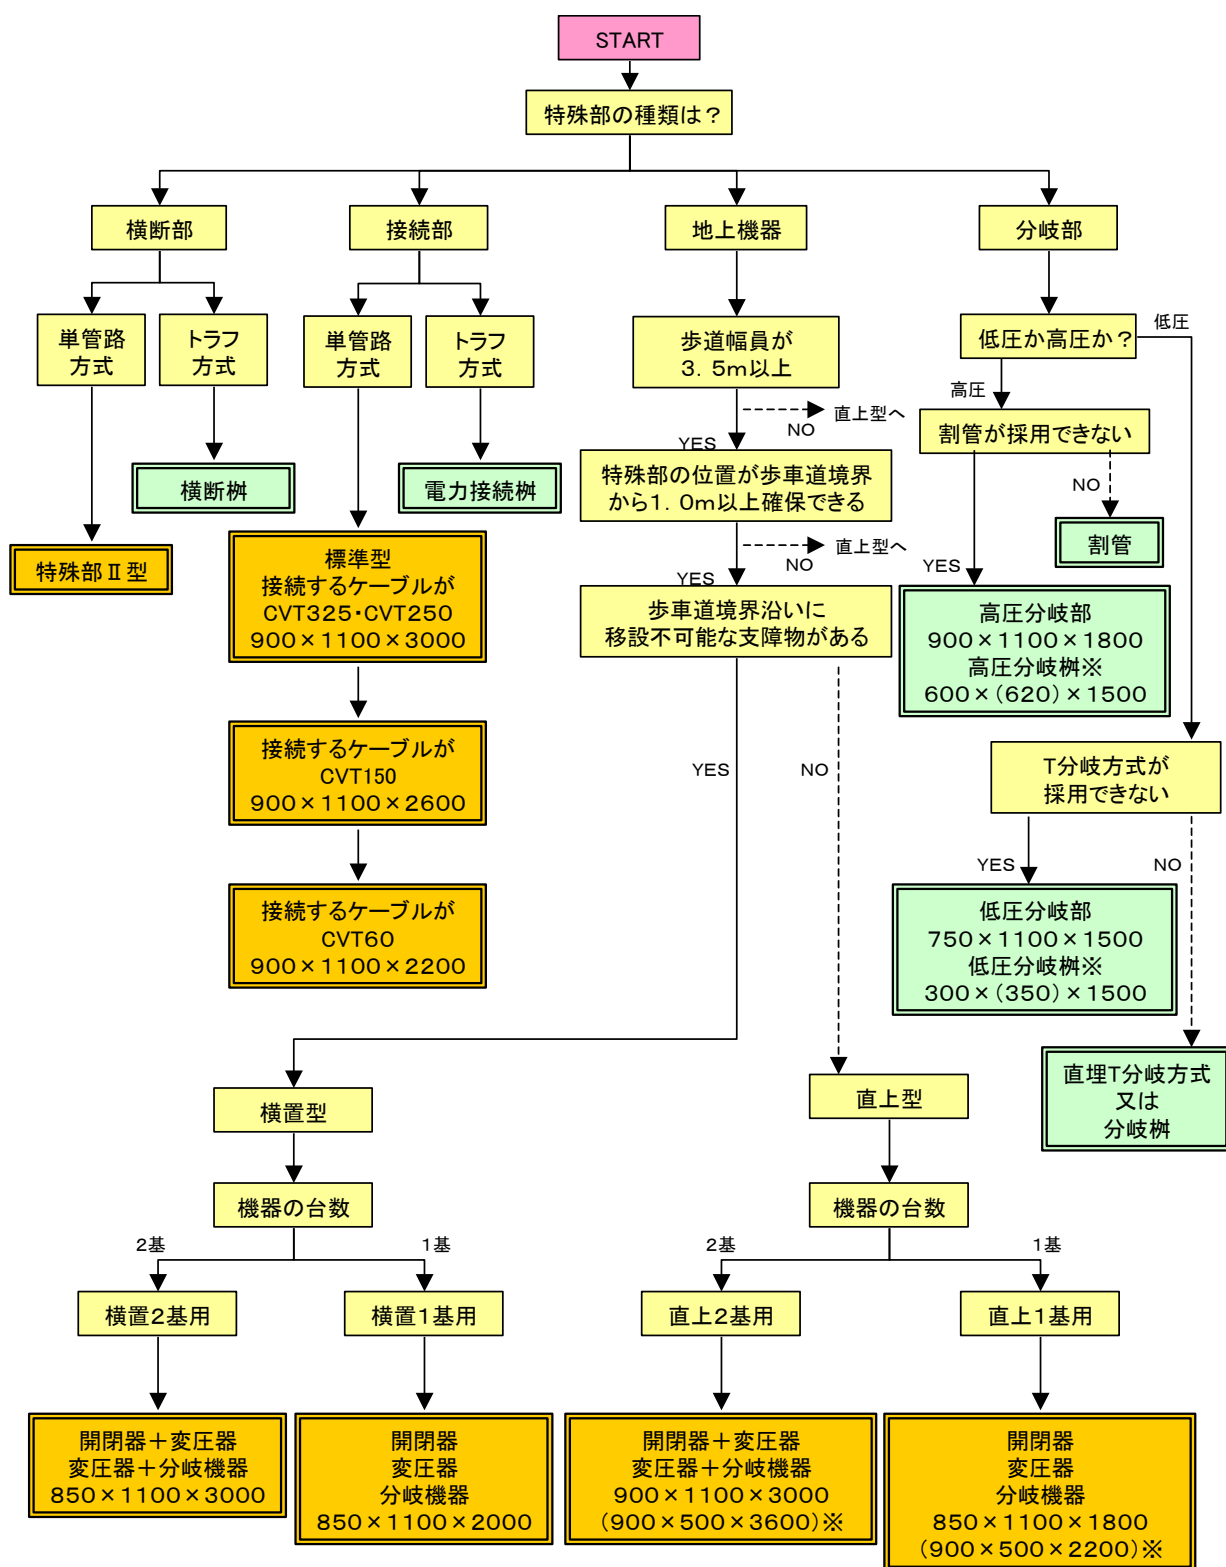 START
特殊部の種類は？
横断部
接続部
地上機器
分岐部
単管路
方式
トラフ
方式
単管路
方式
トラフ
方式
歩道幅員が
３．５ｍ以上
低圧か高圧か？
低圧
高圧
直上型へ
NO
YES
割管が採用できない
横断桝
電力接続桝
特殊部の位置が歩車道境界
から１．０ｍ以上確保できる
NO
割管
特殊部Ⅱ型
標準型
接続するケーブルが
CVT３２５・CVT２５０
９００×１１００×３０００
直上型へ
NO
YES
YES
歩車道境界沿いに
移設不可能な支障物がある
高圧分岐部
９００×１１００×１８００
高圧分岐桝※
６００×（６２０）×１５００
接続するケーブルが
CVT１５０
９００×１１００×２６００
YES
NO
T分岐方式が
採用できない
YES
NO
接続するケーブルが
CVT６０
９００×１１００×２２００
低圧分岐部
７５０×１１００×１５００
低圧分岐桝※
３００×（３５０）×１５００
直埋T分岐方式
又は
分岐桝
横置型
直上型
機器の台数
機器の台数
２基
１基
２基
１基
横置２基用
横置１基用
直上２基用
直上１基用
開閉器＋変圧器
変圧器＋分岐機器
８５０×１１００×３０００
開閉器
変圧器
分岐機器
８５０×１１００×２０００
開閉器＋変圧器
変圧器＋分岐機器
９００×１１００×３０００
（９００×５００×３６００）※
開閉器
変圧器
分岐機器
８５０×１１００×１８００
（９００×５００×２２００）※